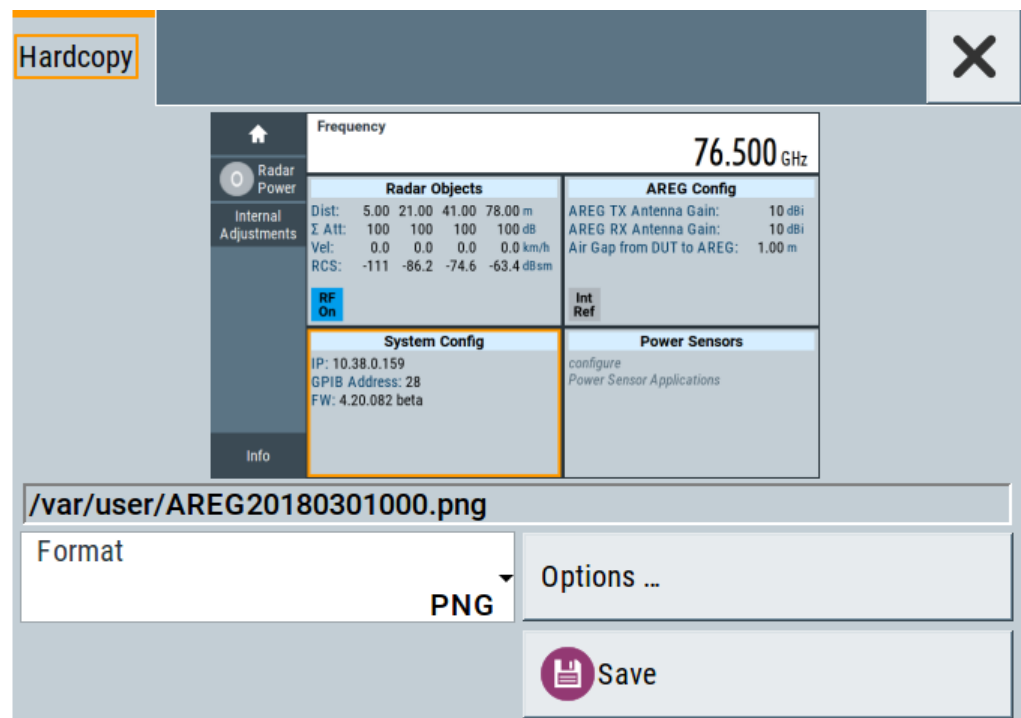 Hardcopy
Frequency
76.500 GHz
Radar
Power
Internal
Adjustments
Info
Radar Objects
Dist: 5.00 21.00 41.00 78.00 m
Σ Att: 100 100 100 100 dB
Vel: 0.0 0.0 0.0 0.0 km/h
RCS: -111 -86.2 -74.6 -63.4 dBsm
RF
On
AREG Config
AREG TX Antenna Gain: 10 dBi
AREG RX Antenna Gain: 10 dBi
Air Gap from DUT to AREG: 1.00 m
Int
Ref
System Config
IP: 10.38.0.159
GPIB Address: 28
FW: 4.20.082 beta
Power Sensors
configure
Power Sensor Applications
/var/user/AREG20180301000.png
Format
PNG
Options ...
Save